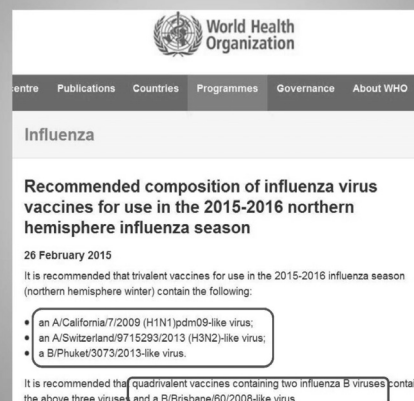 World Health
Organization
entre Publications Countries Programmes Governance About WHO
Influenza
Recommended composition of influenza virus
vaccines for use in the 2015-2016 northern
hemisphere influenza season
26 February 2015
It is recommended that trivalent vaccines for use in the 2015-2016 influenza season
(northern hemisphere winter) contain the following:
• an A/California/7/2009 (H1N1)pdm09-like virus;
• an A/Switzerland/9715293/2013 (H3N2)-like virus;
• a B/Phuket/3073/2013-like virus.
It is recommended that quadrivalent vaccines containing two influenza B viruses contai
the above three viruses and a B/Brisbane/60/2008-like virus